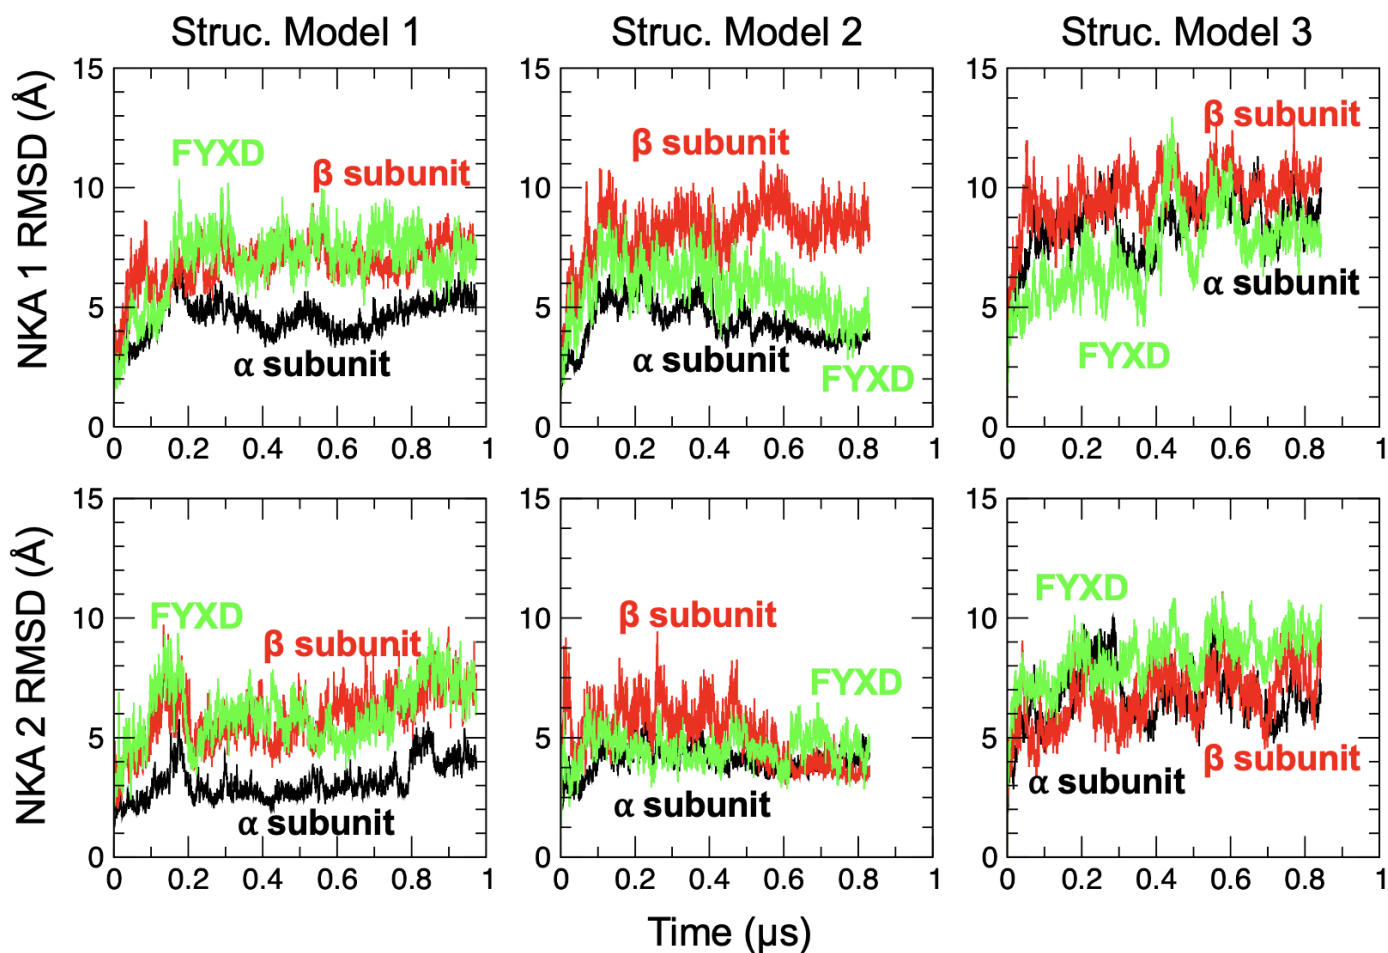 Struc. Model 1
Struc. Model 2
Struc. Model 3
NKA 1 RMSD (Å)
15
10
5
0
FYXD
β subunit
α subunit
0 0.2 0.4 0.6 0.8 1
15
10
5
0
β subunit
α subunit
FYXD
0 0.2 0.4 0.6 0.8 1
15
10
5
0
β subunit
α subunit
FYXD
0 0.2 0.4 0.6 0.8 1
NKA 2 RMSD (Å)
15
10
5
0
FYXD
β subunit
α subunit
0 0.2 0.4 0.6 0.8 1
15
10
5
0
β subunit
FYXD
α subunit
0 0.2 0.4 0.6 0.8 1
15
10
5
0
FYXD
β subunit
α subunit
0 0.2 0.4 0.6 0.8 1
Time (µs)